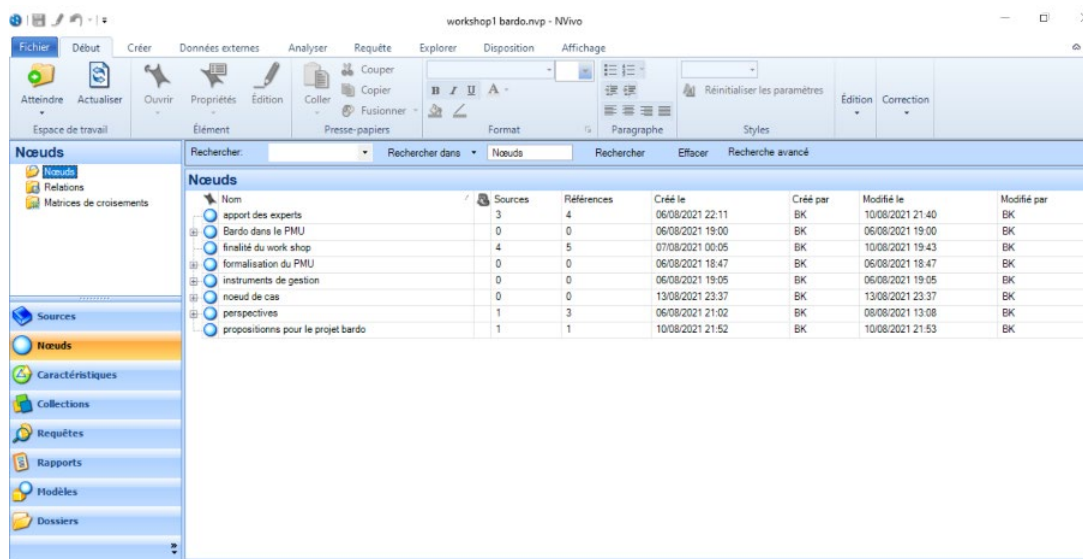 workshop1 bardo.nvp - NVivo
Fichier Début Créer Données externes Analyser Requête Explorer Disposition Affichage
Atteindre Actualiser Ouvrir Propriétés Édition Coller Couper Copier Fusionner B I U A Réinitialiser les paramètres Édition Correction
Espace de travail Élément Presse-papiers Format Paragraphe Styles
Nœuds
Nœuds
Relations
Matrices de croisements
Sources
Nœuds
Caractéristiques
Collections
Requêtes
Rapports
Modèles
Dossiers
Rechercher: Rechercher dans Nœuds Rechercher Effacer Recherche avancé
Nœuds
Nom Sources Références Créé le Créé par Modifié le Modifié par
apport des experts 3 4 06/08/2021 22:11 BK 10/08/2021 21:40 BK
Bardo dans le PMU 0 0 06/08/2021 19:00 BK 06/08/2021 19:00 BK
finalité du work shop 4 5 07/08/2021 00:05 BK 10/08/2021 19:43 BK
formalisation du PMU 0 0 06/08/2021 18:47 BK 06/08/2021 18:47 BK
instruments de gestion 0 0 06/08/2021 19:05 BK 06/08/2021 19:05 BK
noeud de cas 0 0 13/08/2021 23:37 BK 13/08/2021 23:37 BK
perspectives 1 3 06/08/2021 21:02 BK 08/08/2021 13:08 BK
propositionns pour le projet bardo 1 1 10/08/2021 21:52 BK 10/08/2021 21:53 BK